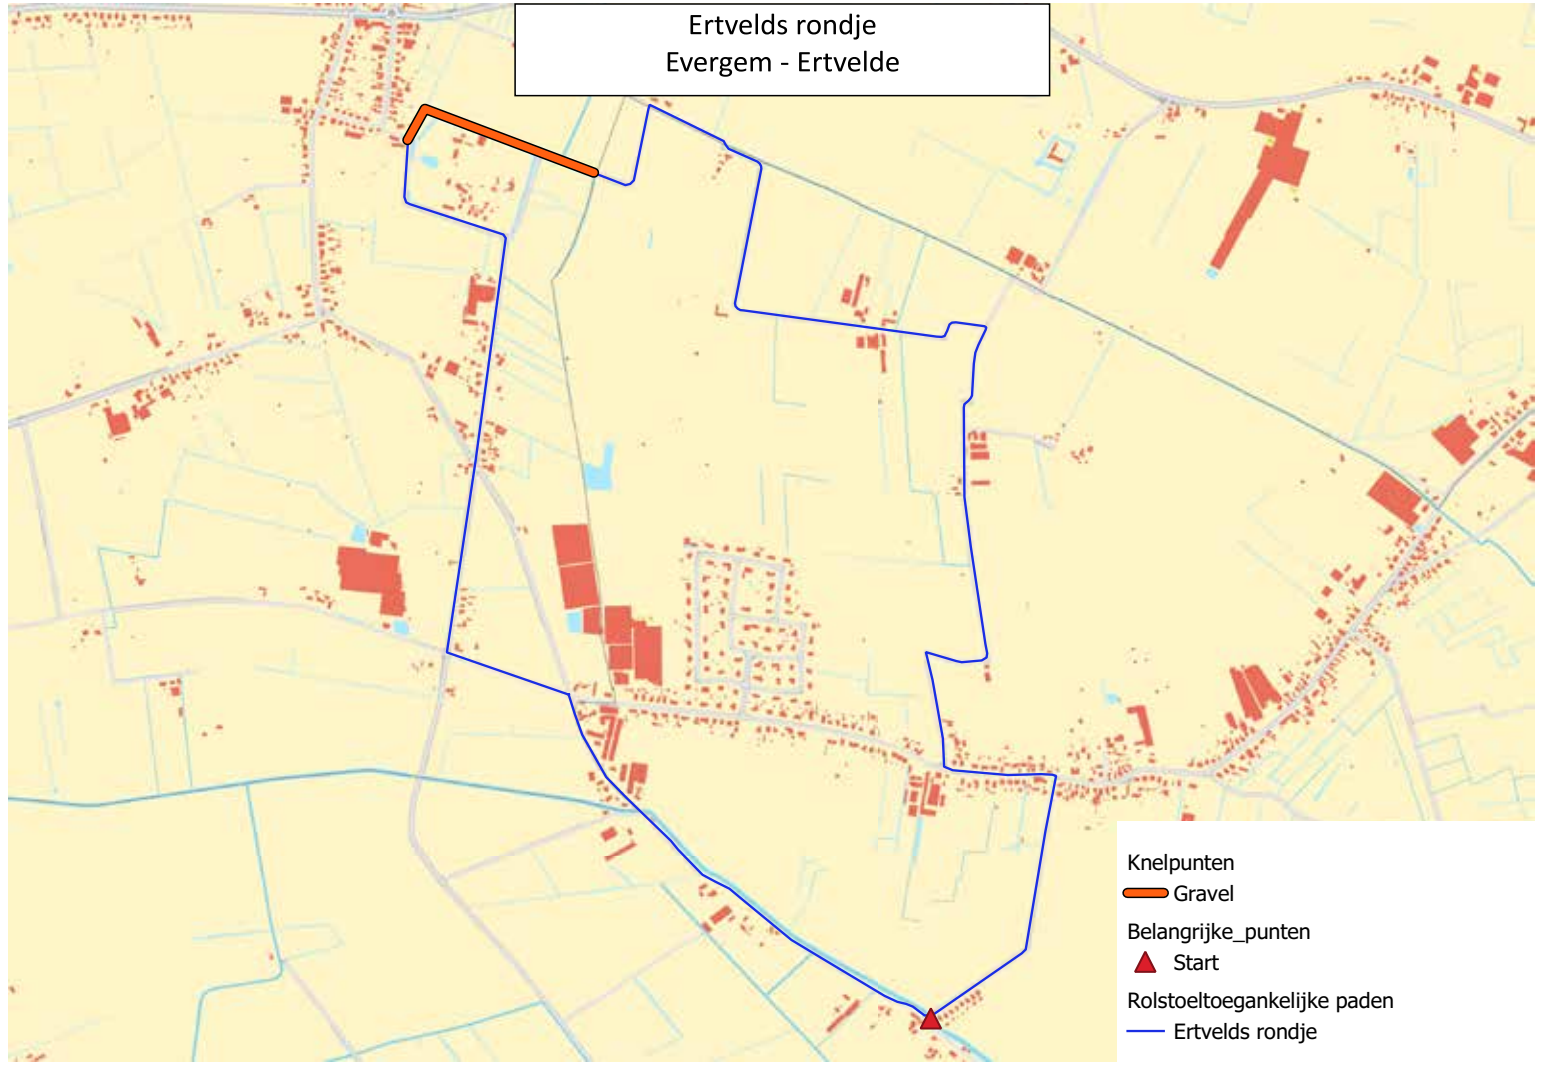 Ertvelds rondje
Evergem - Ertvelde
Knelpunten
Gravel
Belangrijke_punten
Start
Rolstoeltoegankelijke paden
Ertvelds rondje